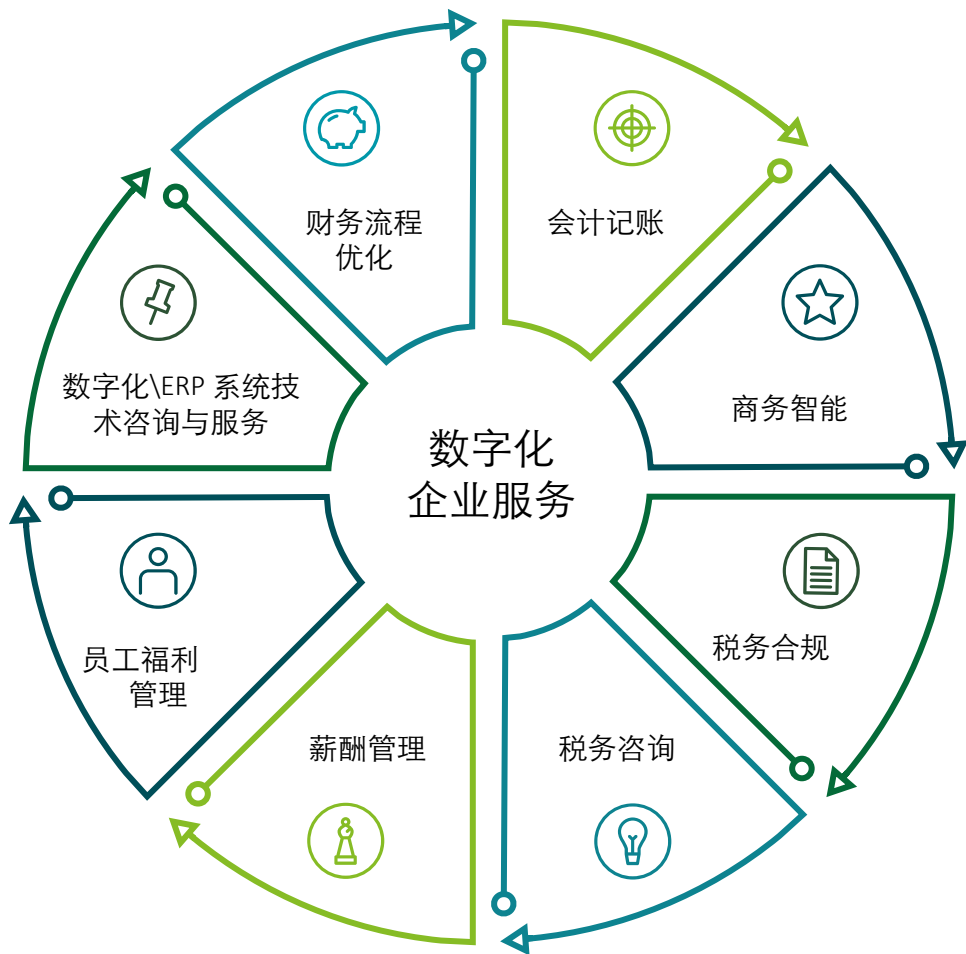 财务流程
优化
会计记账
数字化\ERP 系统技
术咨询与服务
商务智能
数字化
企业服务
员工福利
管理
税务合规
薪酬管理
税务咨询